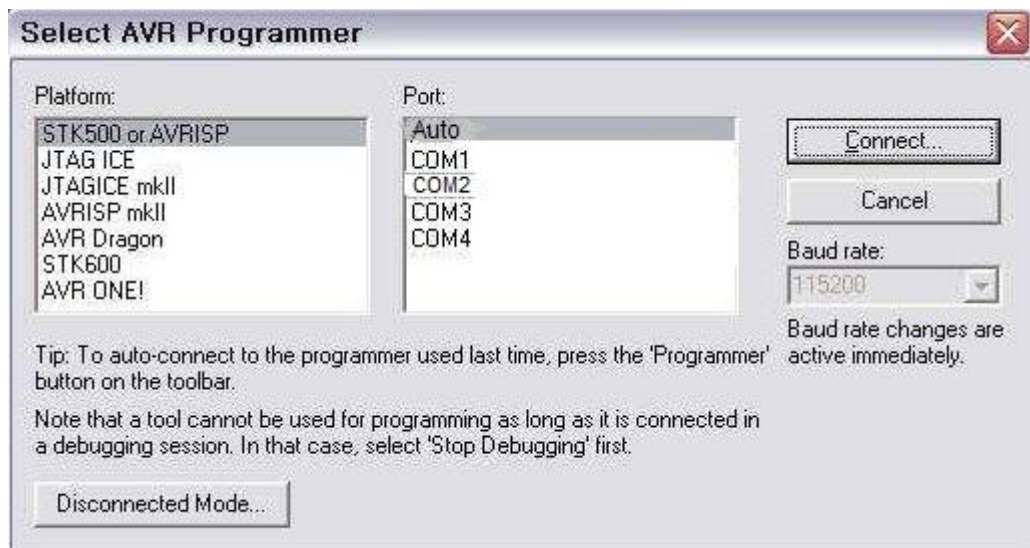 Select AVR Programmer
Platform:
STK500 or AVRISP
JTAG ICE
JTAGICE mkII
AVRISP mkII
AVR Dragon
STK600
AVR ONE!
Port:
Auto
COM1
COM2
COM3
COM4
Connect...
Cancel
Baud rate:
115200
Baud rate changes are
active immediately.
Tip: To auto-connect to the programmer used last time, press the 'Programmer'
button on the toolbar.
Note that a tool cannot be used for programming as long as it is connected in
a debugging session. In that case, select 'Stop Debugging' first.
Disconnected Mode...